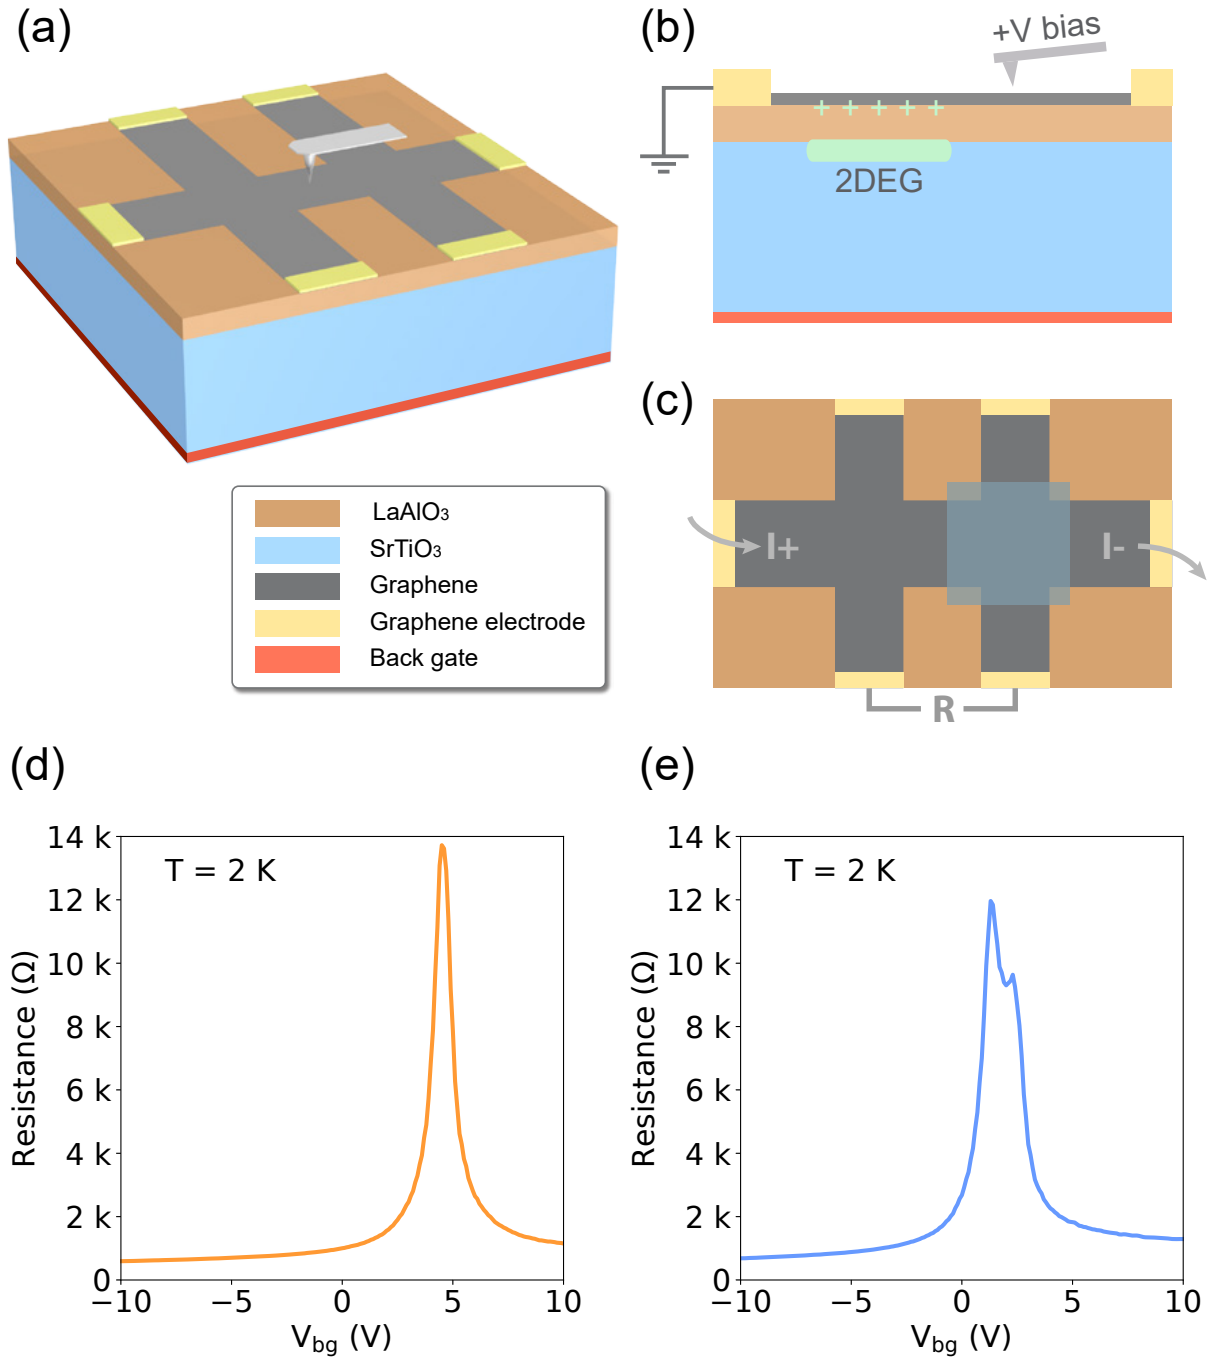 (a)
(b)
+V bias
+ + + + +
2DEG
(c)
I+
I-
R
LaAlO₃
SrTiO₃
Graphene
Graphene electrode
Back gate
(d)
(e)
14 k
12 k
10 k
8 k
6 k
4 k
2 k
0
Resistance (Ω)
T = 2 K
−10
−5
0
5
10
V_bg (V)
14 k
12 k
10 k
8 k
6 k
4 k
2 k
0
Resistance (Ω)
T = 2 K
−10
−5
0
5
10
V_bg (V)